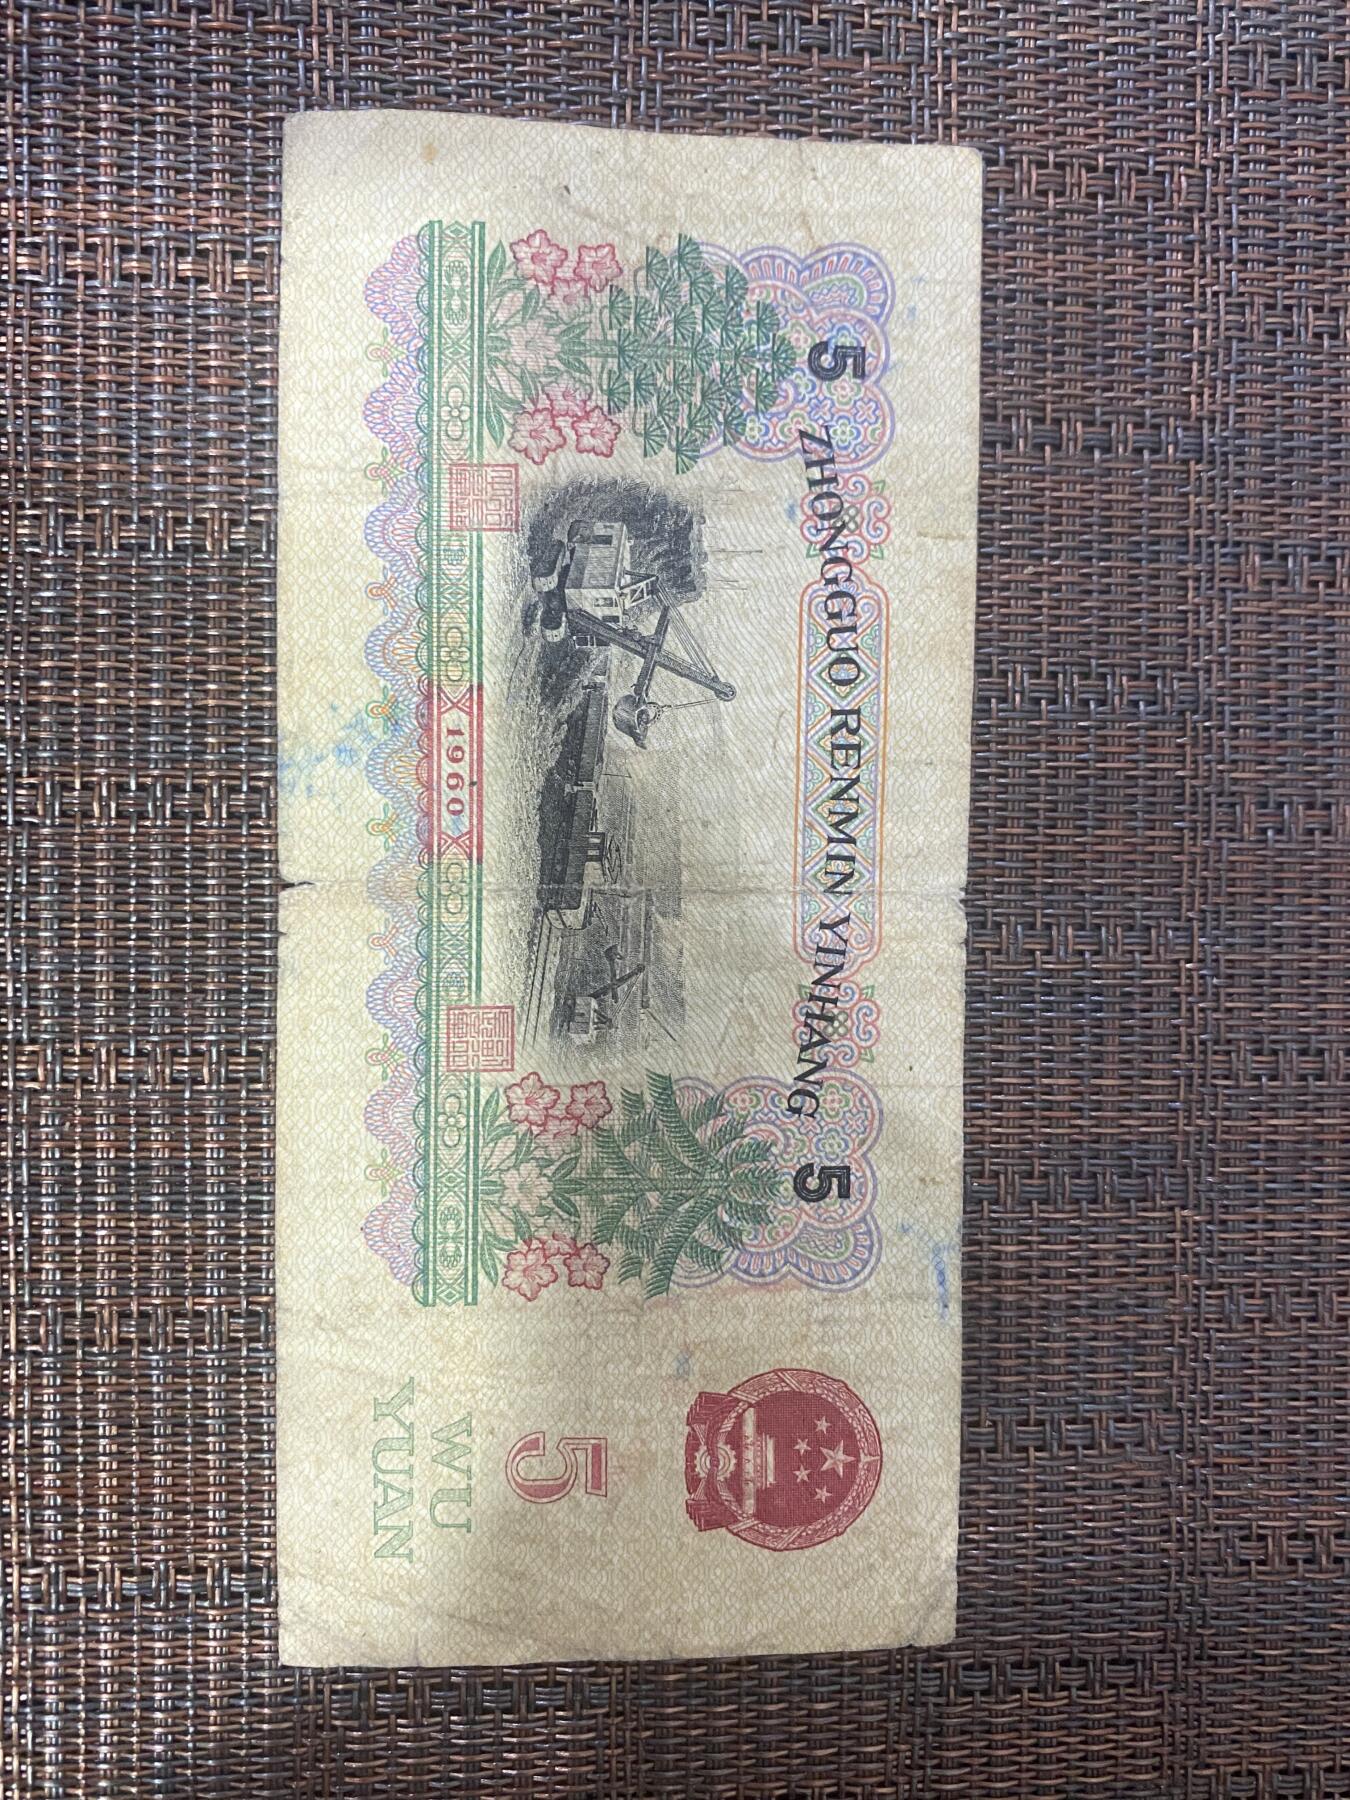 5 ZHONGGUO RENMIN YINHANG 5
1960
5
WU
YUAN